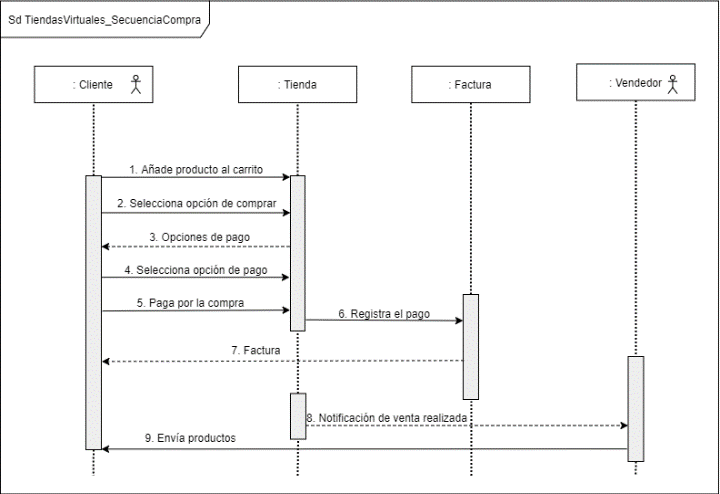 Sd TiendasVirtuales_SecuenciaCompra
: Cliente
: Tienda
: Factura
: Vendedor
1. Añade producto al carrito
2. Selecciona opción de comprar
3. Opciones de pago
4. Selecciona opción de pago
5. Paga por la compra
6. Registra el pago
7. Factura
8. Notificación de venta realizada
9. Envía productos